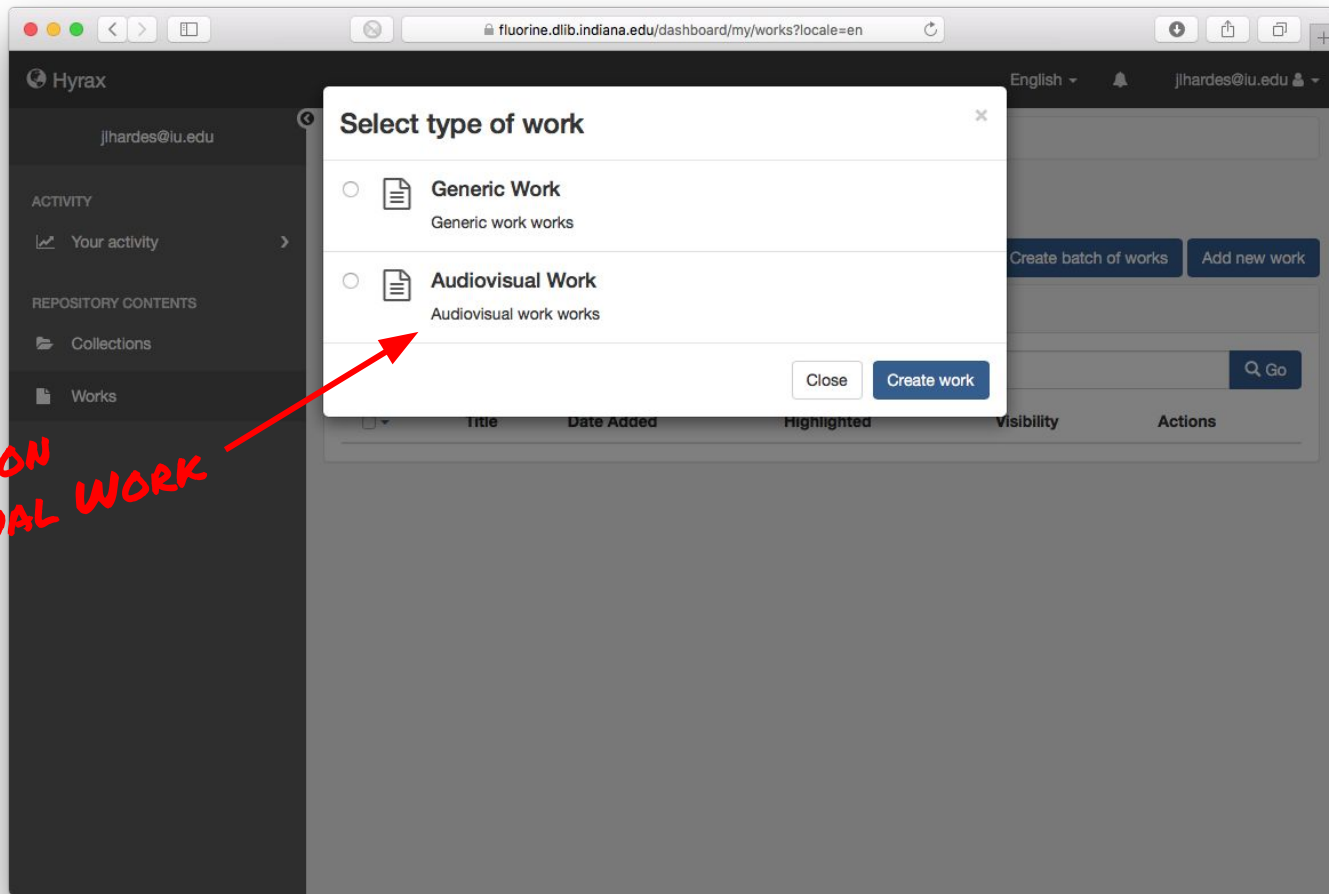 fluorine.dlib.indiana.edu/dashboard/my/works?locale=en
Hyrax
English
jlhardes@iu.edu
jlhardes@iu.edu
Select type of work
×
Generic Work
Generic work works
Audiovisual Work
Audiovisual work works
Close
Create work
ACTIVITY
Your activity
REPOSITORY CONTENTS
Collections
Works
Create batch of works
Add new work
Go
Title Date Added Highlighted Visibility Actions
WORK